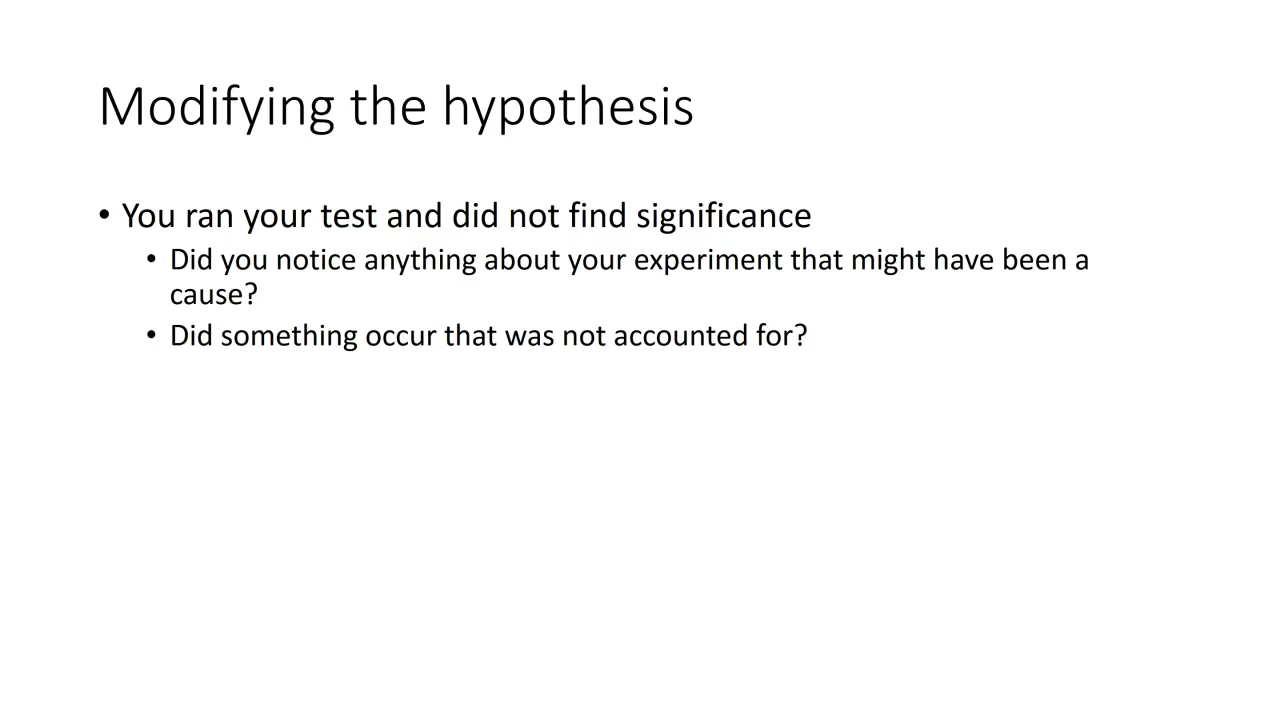 Modifying the hypothesis
• You ran your test and did not find significance
• Did you notice anything about your experiment that might have been a
cause?
• Did something occur that was not accounted for?